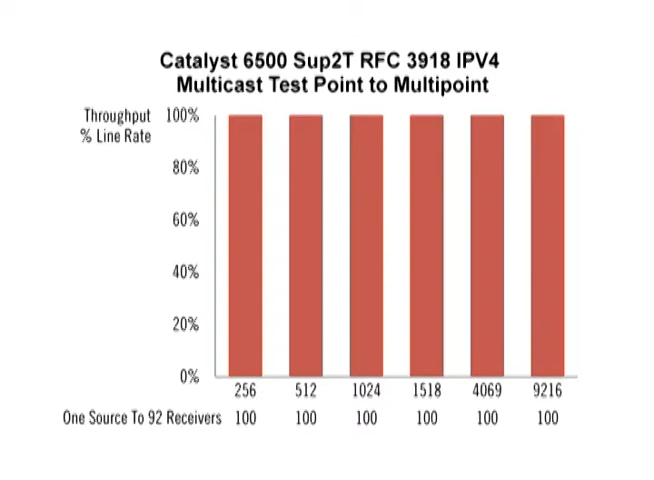 Catalyst 6500 Sup2T RFC 3918 IPV4
Multicast Test Point to Multipoint
Throughput 100%
% Line Rate
80%
60%
40%
20%
0%
256 512 1024 1518 4069 9216
One Source To 92 Receivers 100 100 100 100 100 100